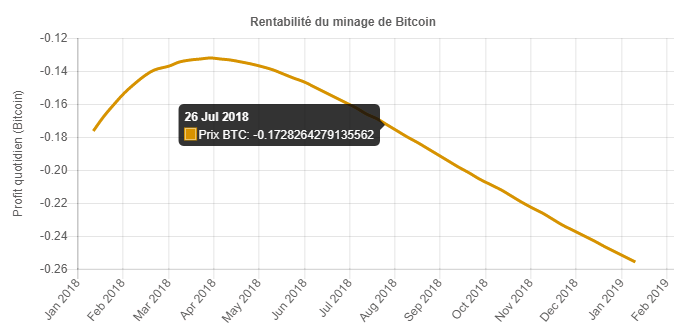 Rentabilité du minage de Bitcoin
Profit quotidien (Bitcoin)
-0.12
-0.14
-0.16
-0.18
-0.20
-0.22
-0.24
-0.26
26 Jul 2018
Prix BTC: -0.1728264279135562
Jan 2018
Feb 2018
Mar 2018
Apr 2018
May 2018
Jun 2018
Jul 2018
Aug 2018
Sep 2018
Oct 2018
Nov 2018
Dec 2018
Jan 2019
Feb 2019